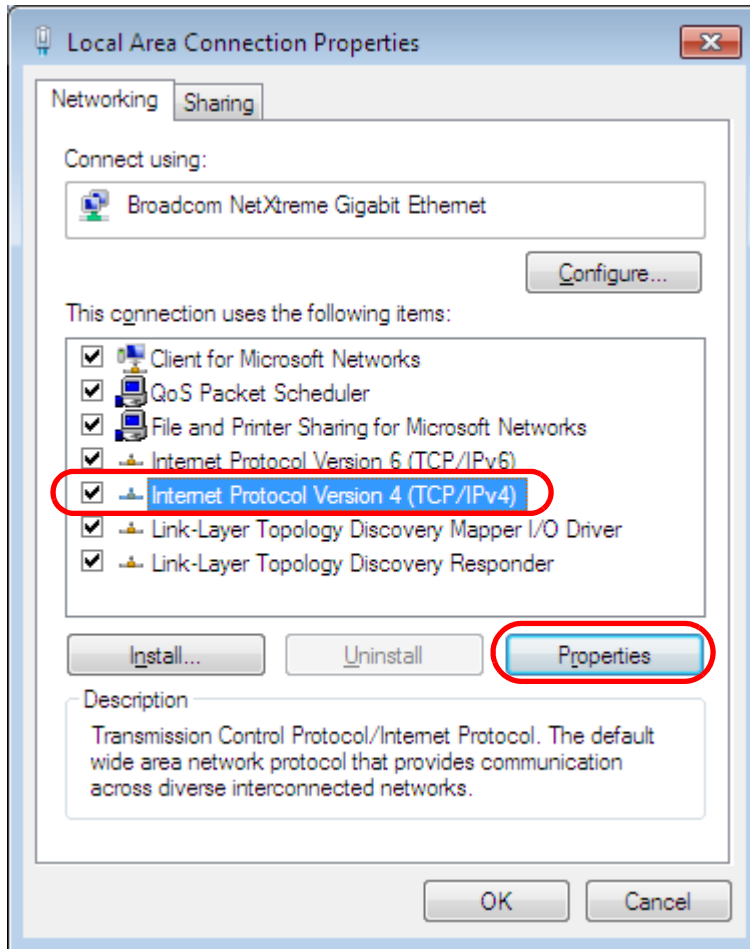 Local Area Connection Properties
Networking
Sharing
Connect using:
Broadcom NetXtreme Gigabit Ethernet
Configure...
This connection uses the following items:
Client for Microsoft Networks
QoS Packet Scheduler
File and Printer Sharing for Microsoft Networks
Internet Protocol Version 6 (TCP/IPv6)
Internet Protocol Version 4 (TCP/IPv4)
Link-Layer Topology Discovery Mapper I/O Driver
Link-Layer Topology Discovery Responder
Install...
Uninstall
Properties
Description
Transmission Control Protocol/Internet Protocol. The default
wide area network protocol that provides communication
across diverse interconnected networks.
OK
Cancel